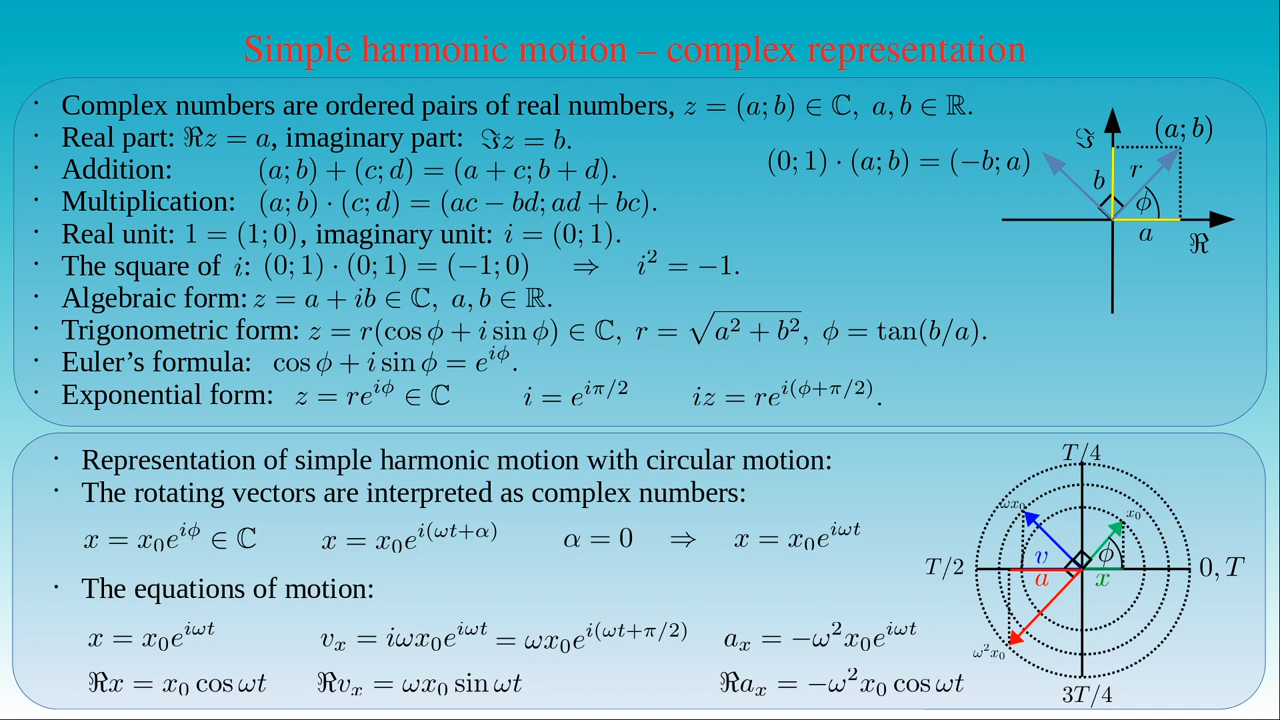 Simple harmonic motion – complex representation
· Complex numbers are ordered pairs of real numbers, z = (a; b) ∈ ℂ, a, b ∈ ℝ.
· Real part: ℜz = a, imaginary part: ℑz = b.
· Addition: (a; b) + (c; d) = (a + c; b + d).
(0; 1) · (a; b) = (−b; a)
· Multiplication: (a; b) · (c; d) = (ac − bd; ad + bc).
· Real unit: 1 = (1; 0), imaginary unit: i = (0; 1).
· The square of i: (0; 1) · (0; 1) = (−1; 0) ⇒ i² = −1.
· Algebraic form: z = a + ib ∈ ℂ, a, b ∈ ℝ.
· Trigonometric form: z = r(cos ϕ + i sin ϕ) ∈ ℂ, r = √(a² + b²), ϕ = tan(b/a).
· Euler’s formula: cos ϕ + i sin ϕ = e^{iϕ}.
· Exponential form: z = re^{iϕ} ∈ ℂ i = e^{iπ/2} iz = re^{i(ϕ+π/2)}.
ℑ
(a; b)
b
r
ϕ
a
ℜ
· Representation of simple harmonic motion with circular motion:
· The rotating vectors are interpreted as complex numbers:
x = x₀e^{iϕ} ∈ ℂ x = x₀e^{i(ωt+α)} α = 0 ⇒ x = x₀e^{iωt}
· The equations of motion:
x = x₀e^{iωt} vₓ = iωx₀e^{iωt} = ωx₀e^{i(ωt+π/2)} aₓ = −ω²x₀e^{iωt}
ℜx = x₀ cos ωt ℜvₓ = ωx₀ sin ωt ℜaₓ = −ω²x₀ cos ωt
T/4
ωx₀
x₀
v
ϕ
T/2
0, T
a
x
ω²x₀
3T/4